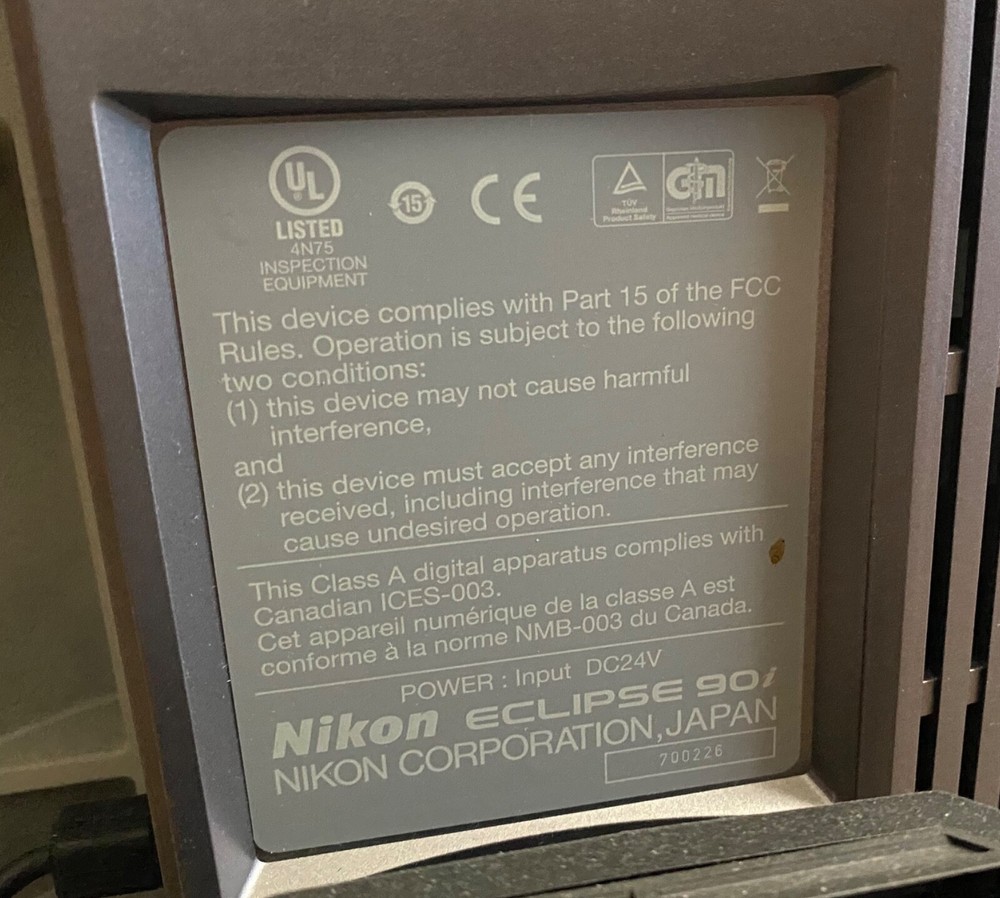 UL
LISTED
4N75
INSPECTION
EQUIPMENT
15
CE
TÜV
Rheinland
Product Safety
This device complies with Part 15 of the FCC
Rules. Operation is subject to the following
two conditions:
(1) this device may not cause harmful
interference,
and
(2) this device must accept any interference
received, including interference that may
cause undesired operation.
This Class A digital apparatus complies with
Canadian ICES-003.
Cet appareil numérique de la classe A est
conforme à la norme NMB-003 du Canada.
POWER : Input DC24V
Nikon ECLIPSE 90i
NIKON CORPORATION, JAPAN
700226